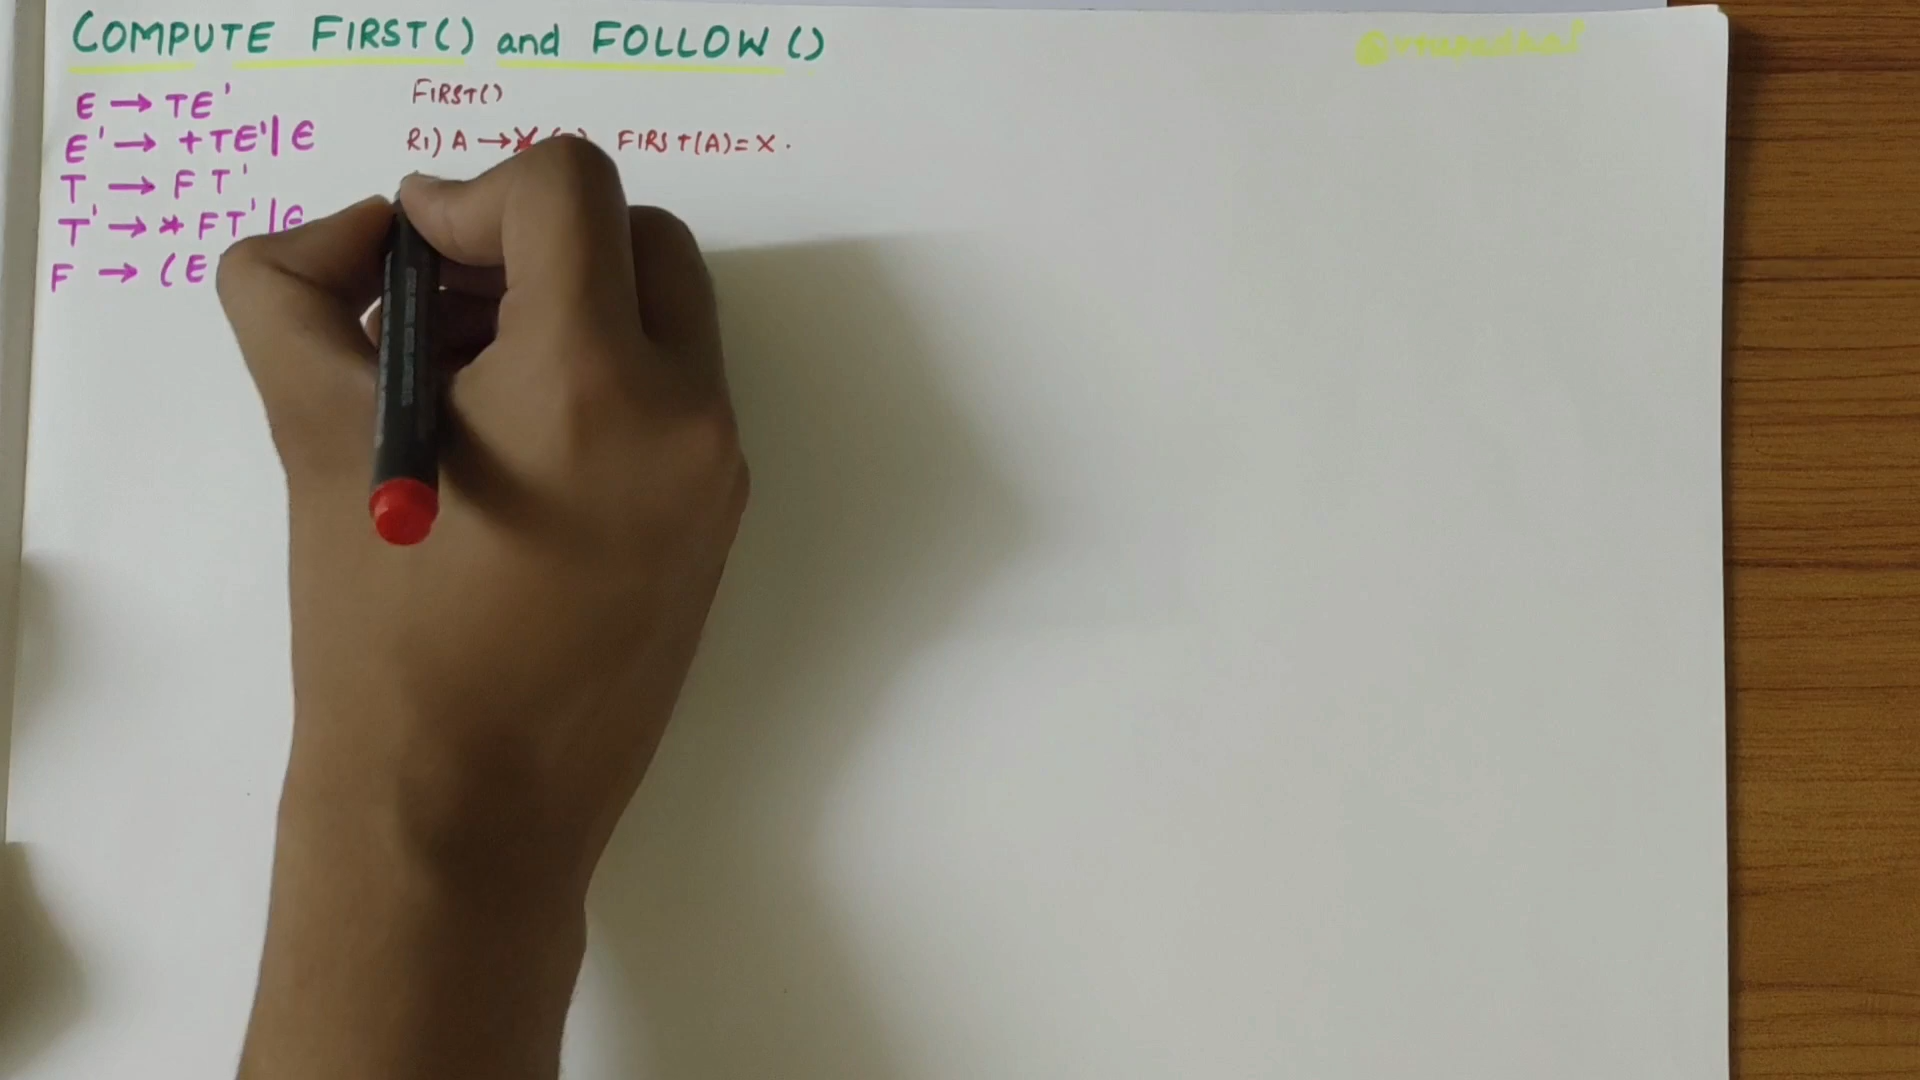 COMPUTE FIRST() and FOLLOW ()
E → TE'
E' → +TE'|ϵ
T → FT'
T' → * FT'|ϵ
F → (E
FIRST()
R1) A → X FIRST(A)= X.